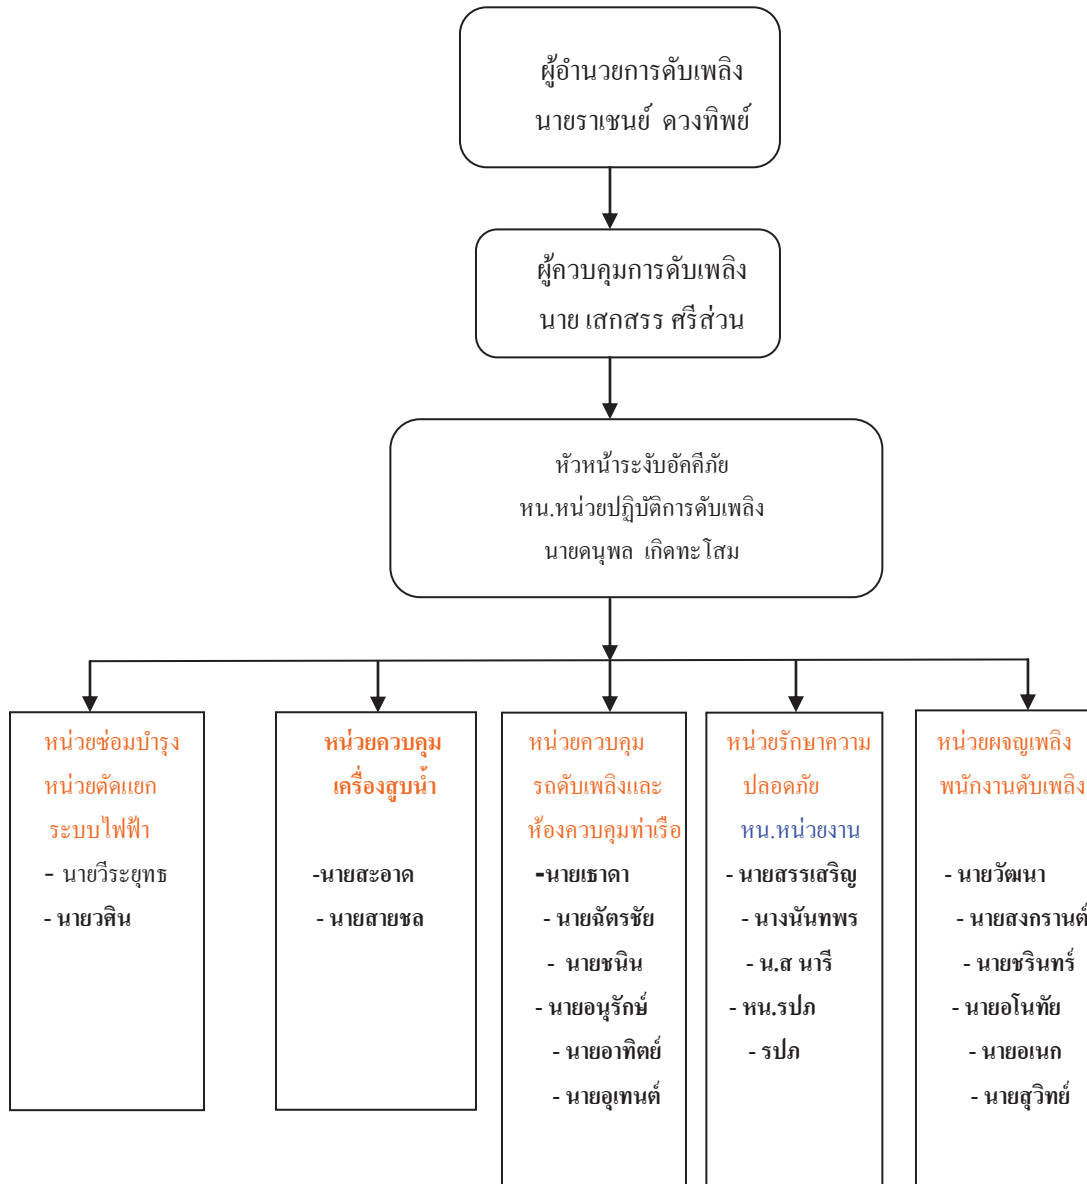 ผู้อำนวยการดับเพลิง
นายราเชนย์ ดวงทิพย์
ผู้ควบคุมการดับเพลิง
นาย เสกสรร ศรีส่วน
หัวหน้าระงับอัคคีภัย
หน.หน่วยปฏิบัติการดับเพลิง
นายดนุพล เกิดทะโสม
หน่วยซ่อมบำรุง
หน่วยตัดแยก
ระบบไฟฟ้า
- นายวีระยุทธ
- นายวศิน
หน่วยควบคุม
เครื่องสูบน้ำ
-นายสะอาด
- นายสายชล
หน่วยควบคุม
รถดับเพลิงและ
ห้องควบคุมท่าเรือ
-นายเธาดา
- นายฉัตรชัย
- นายชนิน
- นายอนุรักษ์
- นายอาทิตย์
- นายอุเทนต์
หน่วยรักษาความ
ปลอดภัย
หน.หน่วยงาน
- นายสรรเสริญ
- นางนันทพร
- น.ส นารี
- หน.รปภ
- รปภ
หน่วยผจญเพลิง
พนักงานดับเพลิง
- นายวัฒนา
- นายสงกรานต์
- นายชรินทร์
- นายอโนทัย
- นายอเนก
- นายสุวิทย์